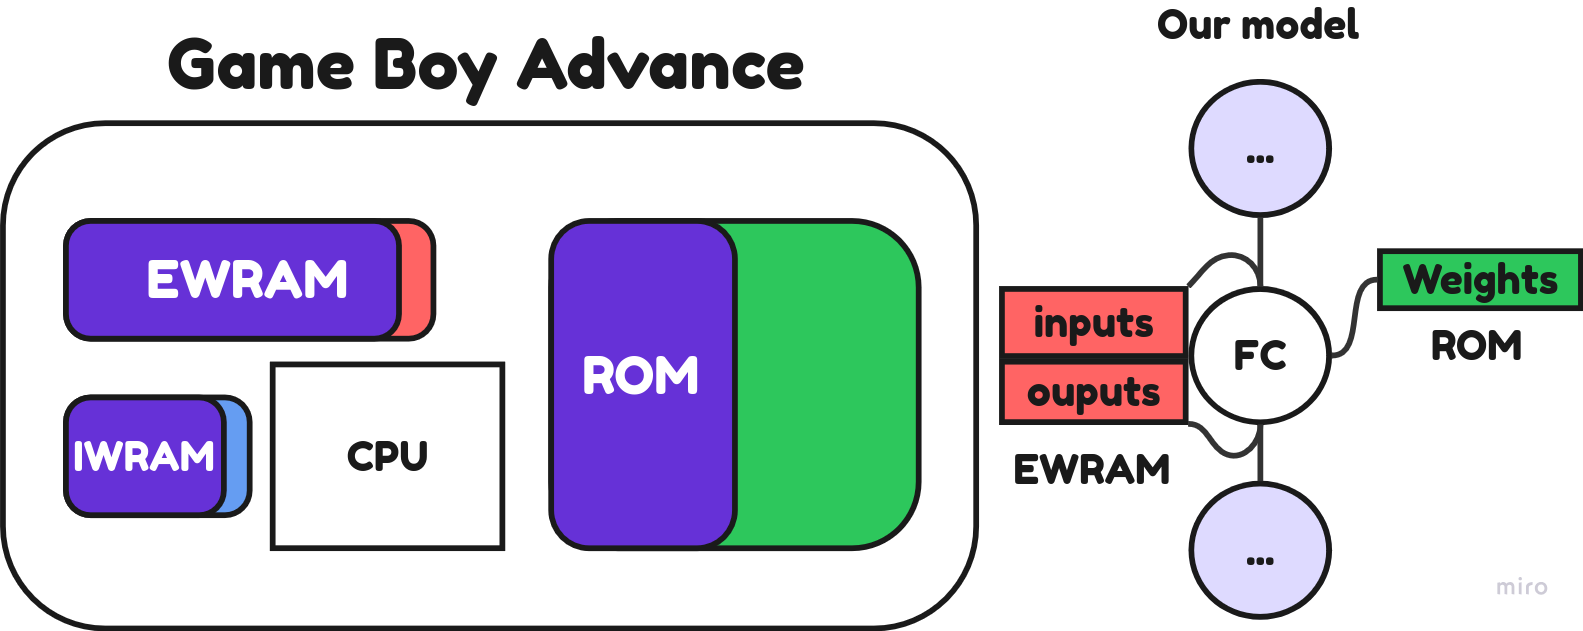 Game Boy Advance
EWRAM
IWRAM
CPU
ROM
Our model
...
inputs
ouputs
EWRAM
FC
Weights
ROM
...
miro